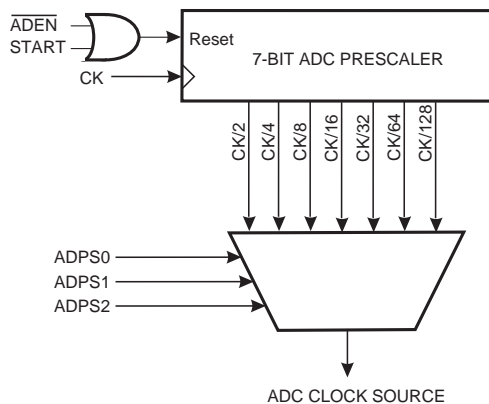 ADEN
START
Reset
7-BIT ADC PRESCALER
CK
CK/2
CK/4
CK/8
CK/16
CK/32
CK/64
CK/128
ADPS0
ADPS1
ADPS2
ADC CLOCK SOURCE